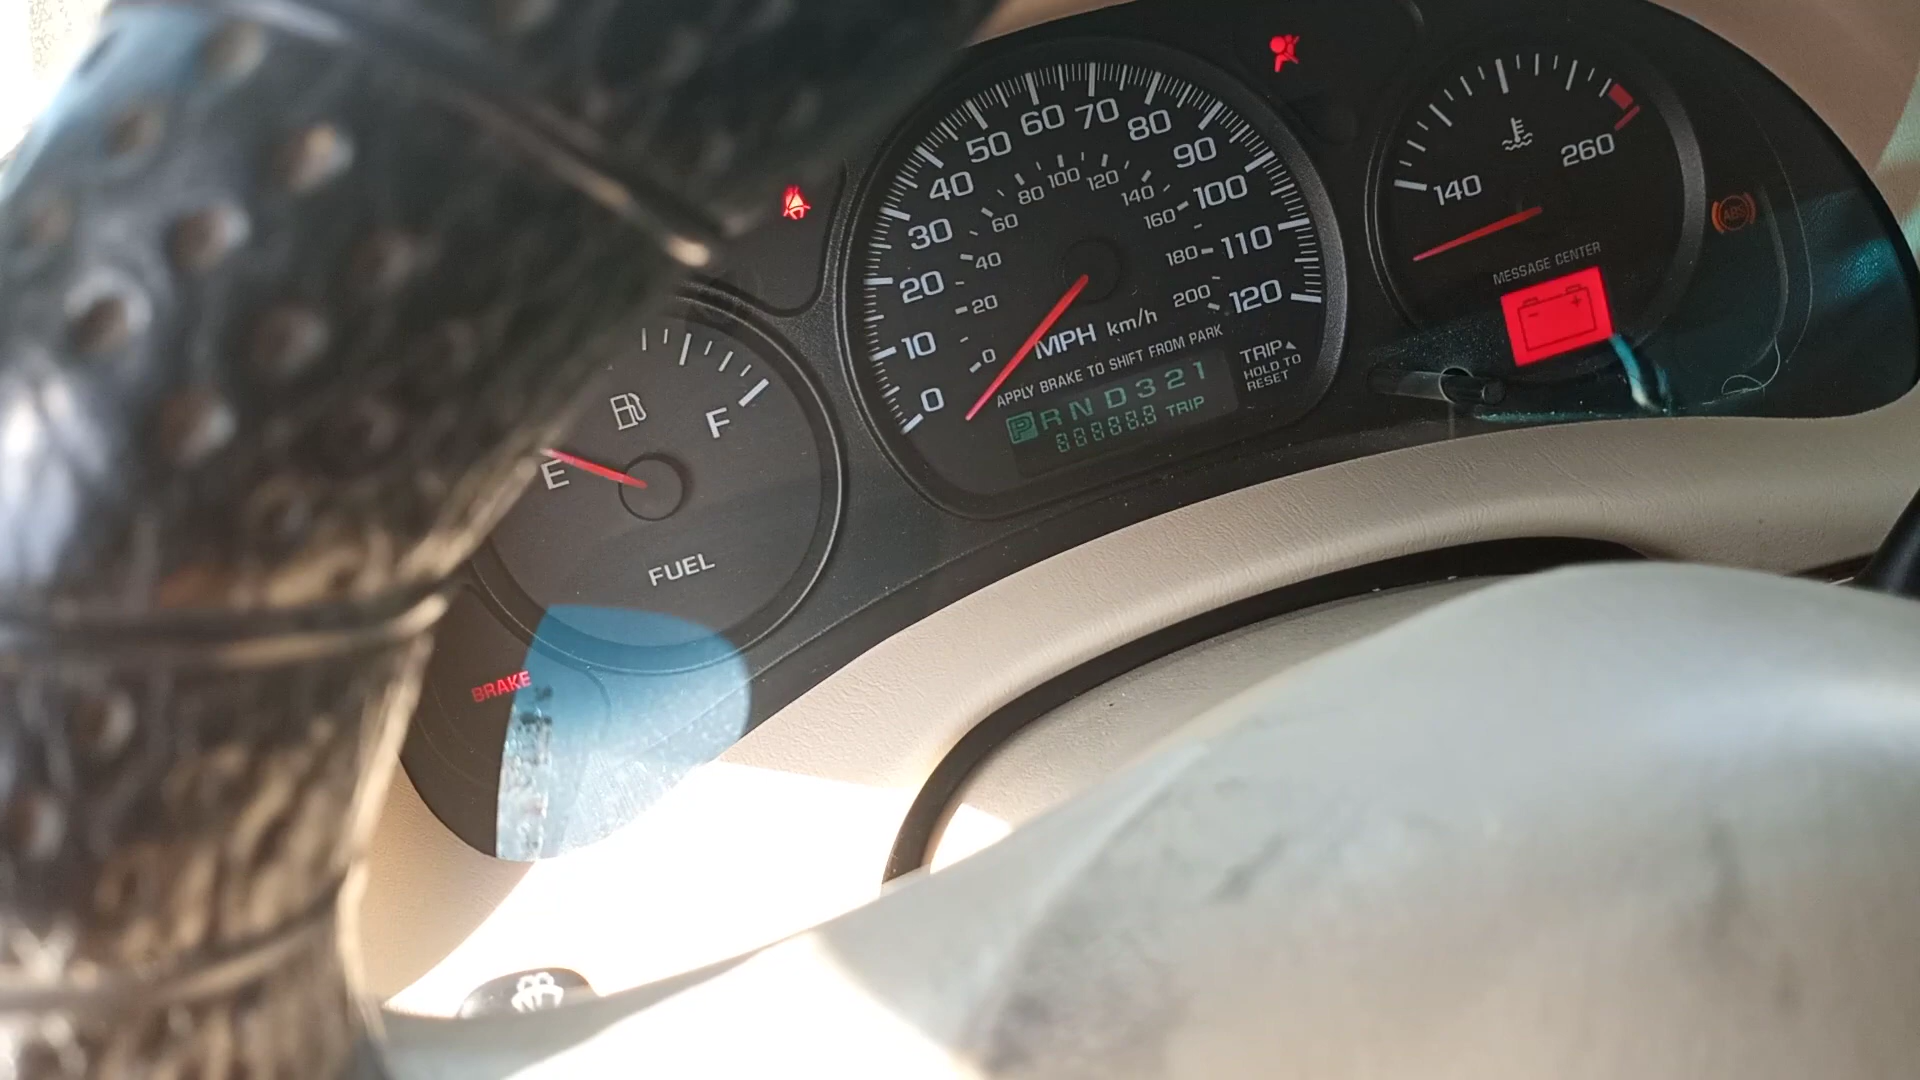 0
10
20
30
40
50
60
70
80
90
100
110
120
0
20
40
60
80
100
120
140
160
180
200
MPH km/h
APPLY BRAKE TO SHIFT FROM PARK
PRND321
888888 TRIP
TRIP
HOLD TO
RESET
E
F
FUEL
BRAKE
140
260
MESSAGE CENTER
ABS